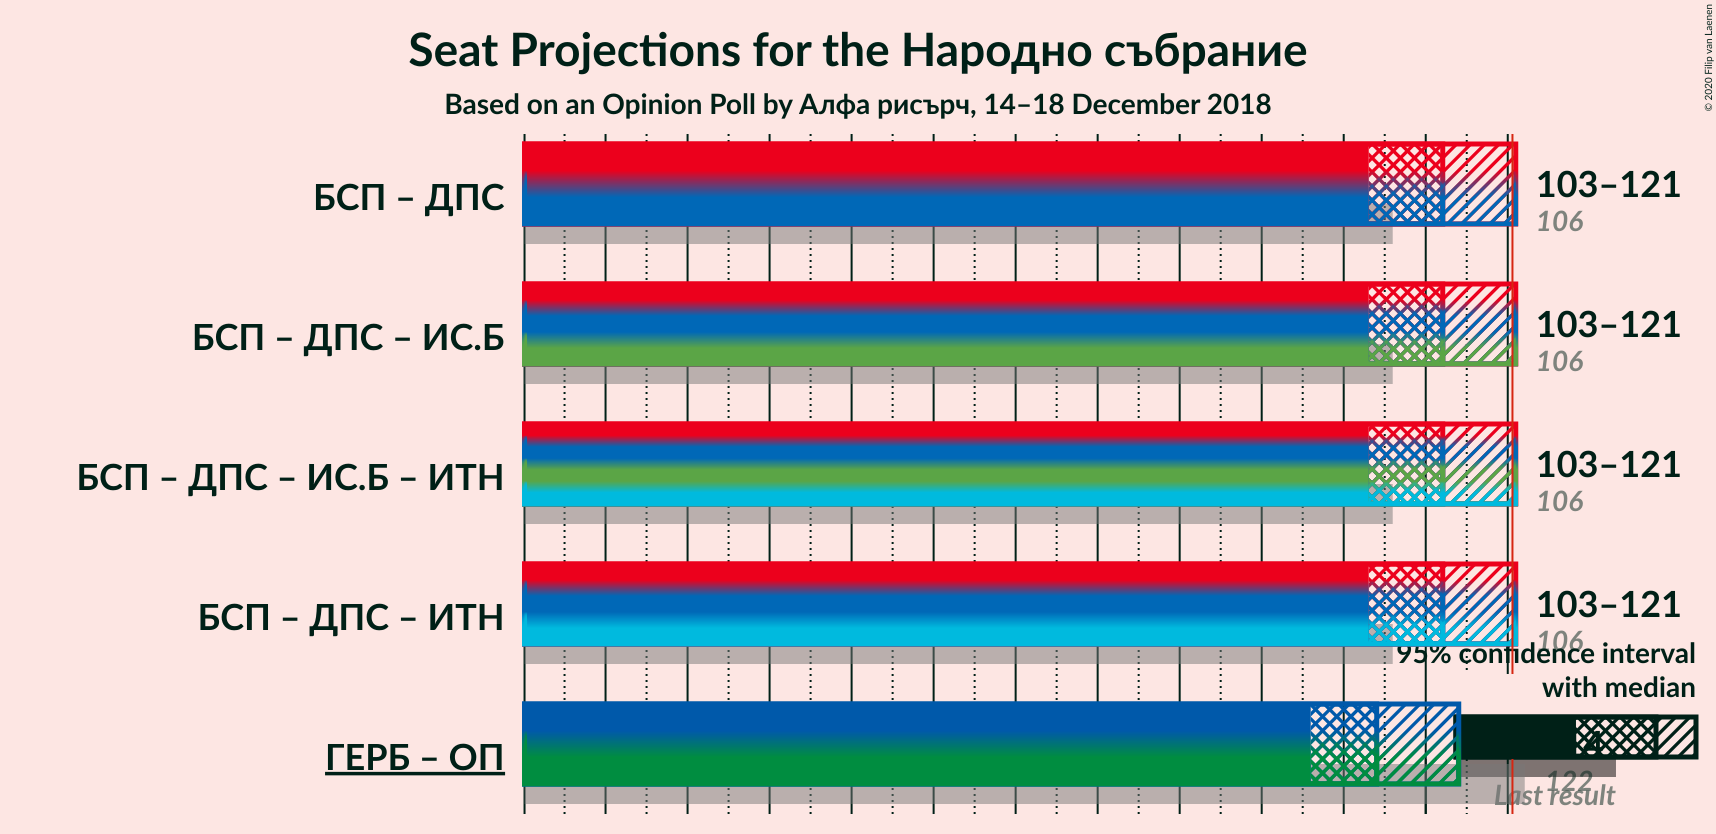 Seat Projections for the Народно събрание
Based on an Opinion Poll by Алфа рисърч, 14–18 December 2018
© 2020 Filip van Laenen
БСП – ДПС
103–121
106
БСП – ДПС – ИС.Б
103–121
106
БСП – ДПС – ИС.Б – ИТН
103–121
106
БСП – ДПС – ИТН
103–121
106
95% confidence interval
with median
ГЕРБ – ОП
122
Last result